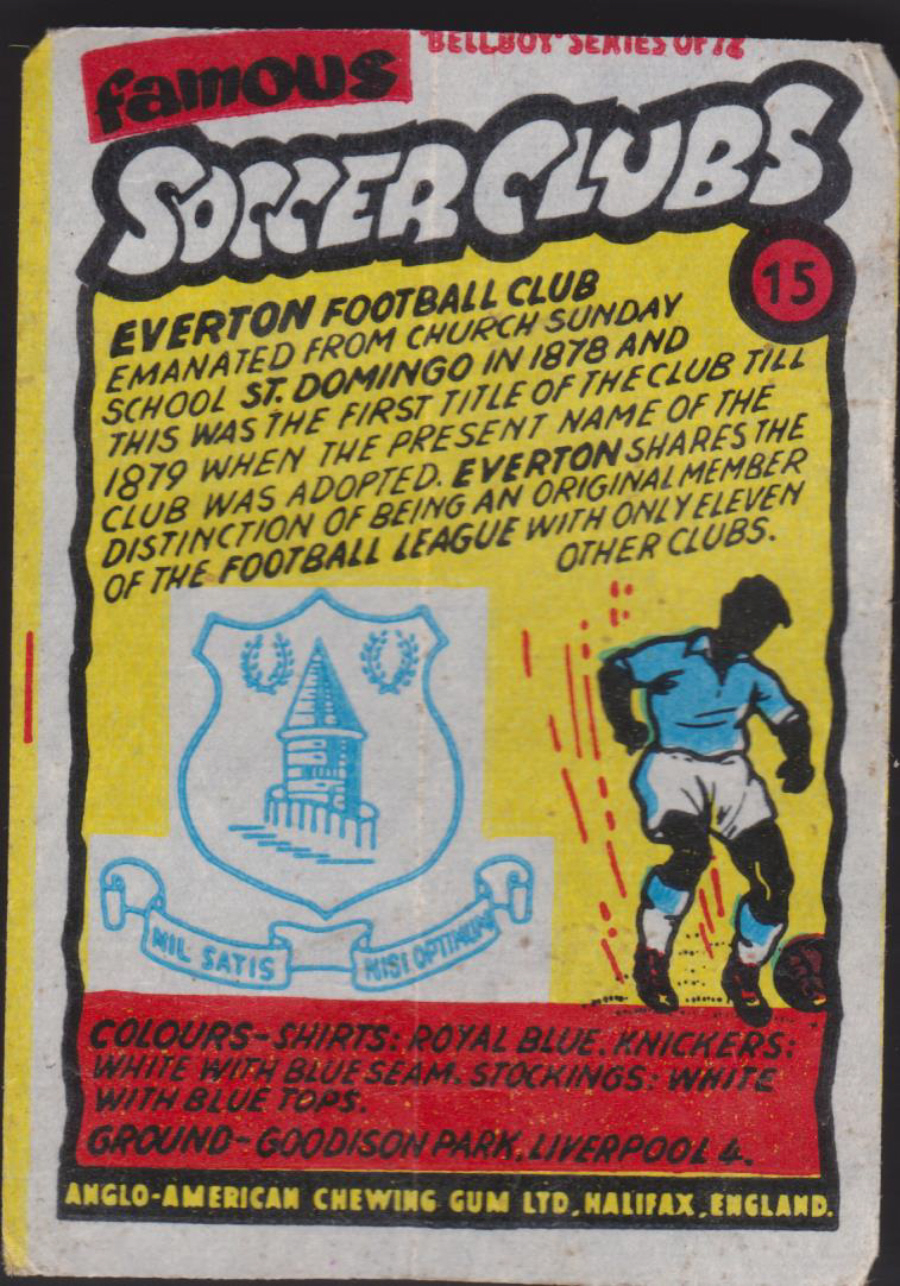 famous
"BELLBOY" SERIES OF 72
SOCCER CLUBS
15
EVERTON FOOTBALL CLUB
EMANATED FROM CHURCH SUNDAY
SCHOOL ST. DOMINGO IN 1878 AND
THIS WAS THE FIRST TITLE OF THE CLUB TILL
1879 WHEN THE PRESENT NAME OF THE
CLUB WAS ADOPTED. EVERTON SHARES THE
DISTINCTION OF BEING AN ORIGINAL MEMBER
OF THE FOOTBALL LEAGUE WITH ONLY ELEVEN
OTHER CLUBS.
NIL SATIS NISI OPTIMUM
COLOURS-SHIRTS: ROYAL BLUE. KNICKERS:
WHITE WITH BLUE SEAM. STOCKINGS: WHITE
WITH BLUE TOPS.
GROUND-GOODISON PARK, LIVERPOOL 4.
ANGLO-AMERICAN CHEWING GUM LTD, HALIFAX, ENGLAND.